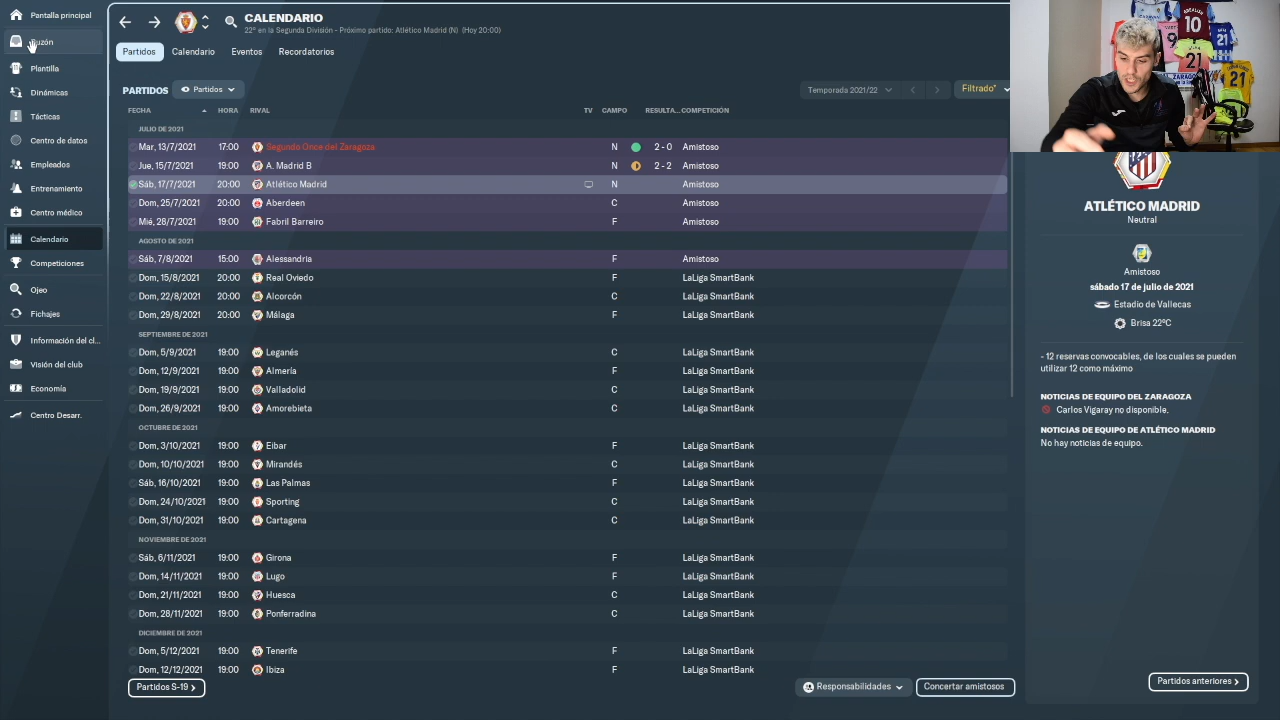 Pantalla principal
Buzón
Plantilla
Dinámicas
Tácticas
Centro de datos
Empleados
Entrenamiento
Centro médico
Calendario
Competiciones
Ojeo
Fichajes
Información del cl...
Visión del club
Economía
Centro Desarr.
CALENDARIO
22º en la Segunda División - Próximo partido: Atlético Madrid (N) (Hoy 20:00)
Partidos Calendario Eventos Recordatorios
PARTIDOS Partidos Temporada 2021/22 Filtrado*
FECHA HORA RIVAL TV CAMPO RESULTA... COMPETICIÓN
JULIO DE 2021
Mar, 13/7/2021 17:00 Segundo Once del Zaragoza N 2 - 0 Amistoso
Jue, 15/7/2021 19:00 A. Madrid B N 2 - 2 Amistoso
Sáb, 17/7/2021 20:00 Atlético Madrid N Amistoso
Dom, 25/7/2021 20:00 Aberdeen C Amistoso
Mié, 28/7/2021 19:00 Fabril Barreiro F Amistoso
AGOSTO DE 2021
Sáb, 7/8/2021 15:00 Alessandria F Amistoso
Dom, 15/8/2021 20:00 Real Oviedo F LaLiga SmartBank
Dom, 22/8/2021 20:00 Alcorcón C LaLiga SmartBank
Dom, 29/8/2021 20:00 Málaga F LaLiga SmartBank
SEPTIEMBRE DE 2021
Dom, 5/9/2021 19:00 Leganés C LaLiga SmartBank
Dom, 12/9/2021 19:00 Almería F LaLiga SmartBank
Dom, 19/9/2021 19:00 Valladolid C LaLiga SmartBank
Dom, 26/9/2021 19:00 Amorebieta C LaLiga SmartBank
OCTUBRE DE 2021
Dom, 3/10/2021 19:00 Eibar F LaLiga SmartBank
Dom, 10/10/2021 19:00 Mirandés C LaLiga SmartBank
Sáb, 16/10/2021 19:00 Las Palmas F LaLiga SmartBank
Dom, 24/10/2021 19:00 Sporting C LaLiga SmartBank
Dom, 31/10/2021 19:00 Cartagena C LaLiga SmartBank
NOVIEMBRE DE 2021
Sáb, 6/11/2021 19:00 Girona F LaLiga SmartBank
Dom, 14/11/2021 19:00 Lugo F LaLiga SmartBank
Dom, 21/11/2021 19:00 Huesca C LaLiga SmartBank
Dom, 28/11/2021 19:00 Ponferradina C LaLiga SmartBank
DICIEMBRE DE 2021
Dom, 5/12/2021 19:00 Tenerife F LaLiga SmartBank
Dom, 12/12/2021 19:00 Ibiza F LaLiga SmartBank
Partidos S-19 Responsabilidades Concertar amistosos
10
21
21
21
ATLÉTICO MADRID
Neutral
Amistoso
sábado 17 de julio de 2021
Estadio de Vallecas
Brisa 22ºC
- 12 reservas convocables, de los cuales se pueden
utilizar 12 como máximo
NOTICIAS DE EQUIPO DEL ZARAGOZA
Carlos Vigaray no disponible.
NOTICIAS DE EQUIPO DE ATLÉTICO MADRID
No hay noticias de equipo.
Partidos anteriores